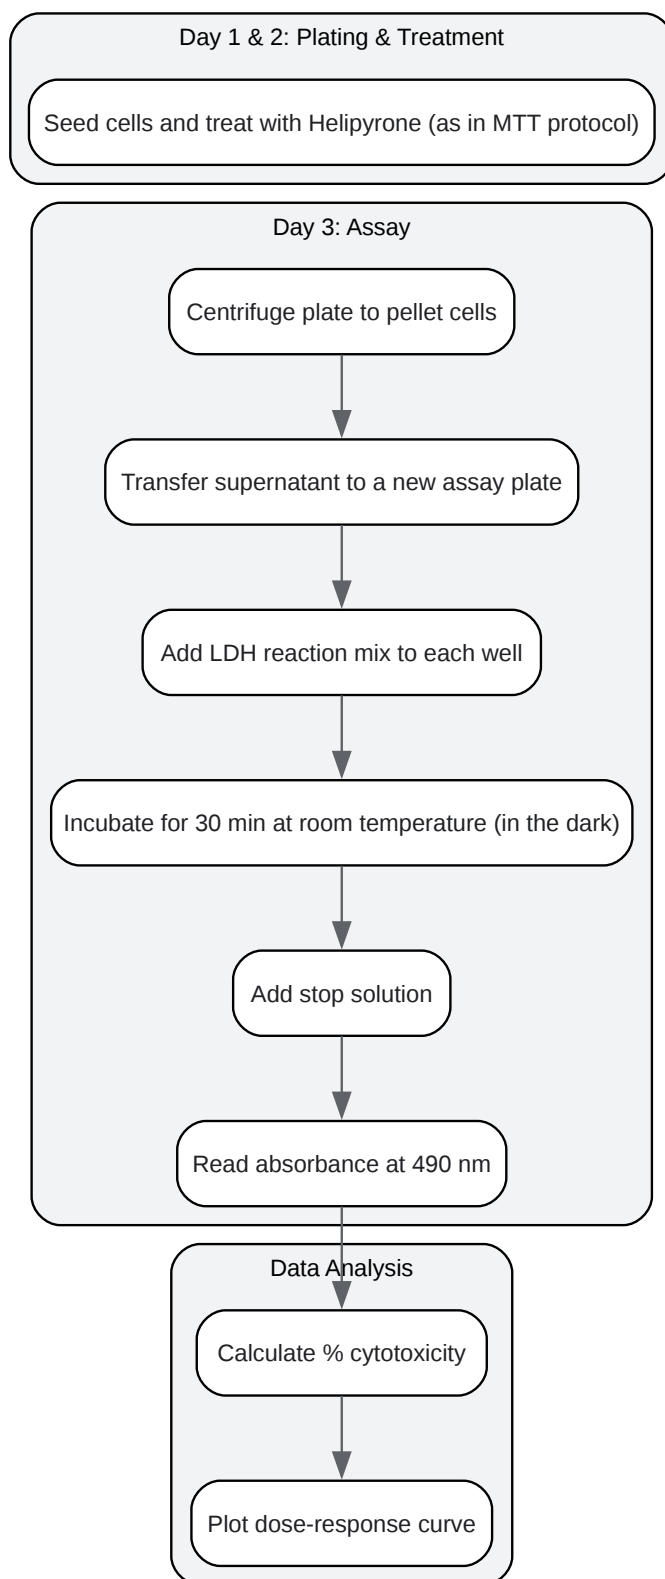 Day 1 & 2: Plating & Treatment
Seed cells and treat with Helipyrone (as in MTT protocol)
Day 3: Assay
Centrifuge plate to pellet cells
Transfer supernatant to a new assay plate
Add LDH reaction mix to each well
Incubate for 30 min at room temperature (in the dark)
Add stop solution
Read absorbance at 490 nm
Data Analysis
Calculate % cytotoxicity
Plot dose-response curve